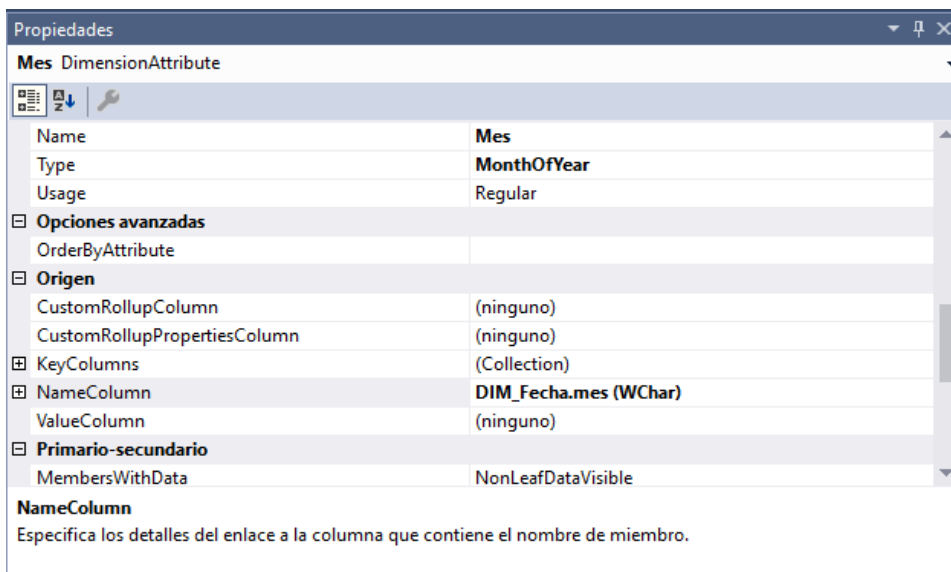 Propiedades
Mes DimensionAttribute
Name Mes
Type MonthOfYear
Usage Regular
Opciones avanzadas
OrderByAttribute
Origen
CustomRollupColumn (ninguno)
CustomRollupPropertiesColumn (ninguno)
KeyColumns (Collection)
NameColumn DIM_Fecha.mes (WChar)
ValueColumn (ninguno)
Primario-secundario
MembersWithData NonLeafDataVisible
NameColumn
Especifica los detalles del enlace a la columna que contiene el nombre de miembro.